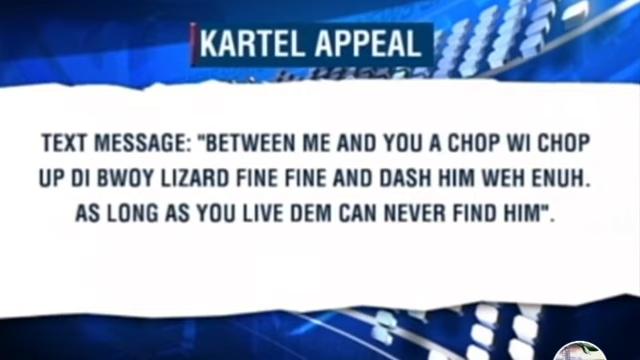 KARTEL APPEAL
TEXT MESSAGE: "BETWEEN ME AND YOU A CHOP WI CHOP
UP DI BWOY LIZARD FINE FINE AND DASH HIM WEH ENUH.
AS LONG AS YOU LIVE DEM CAN NEVER FIND HIM".